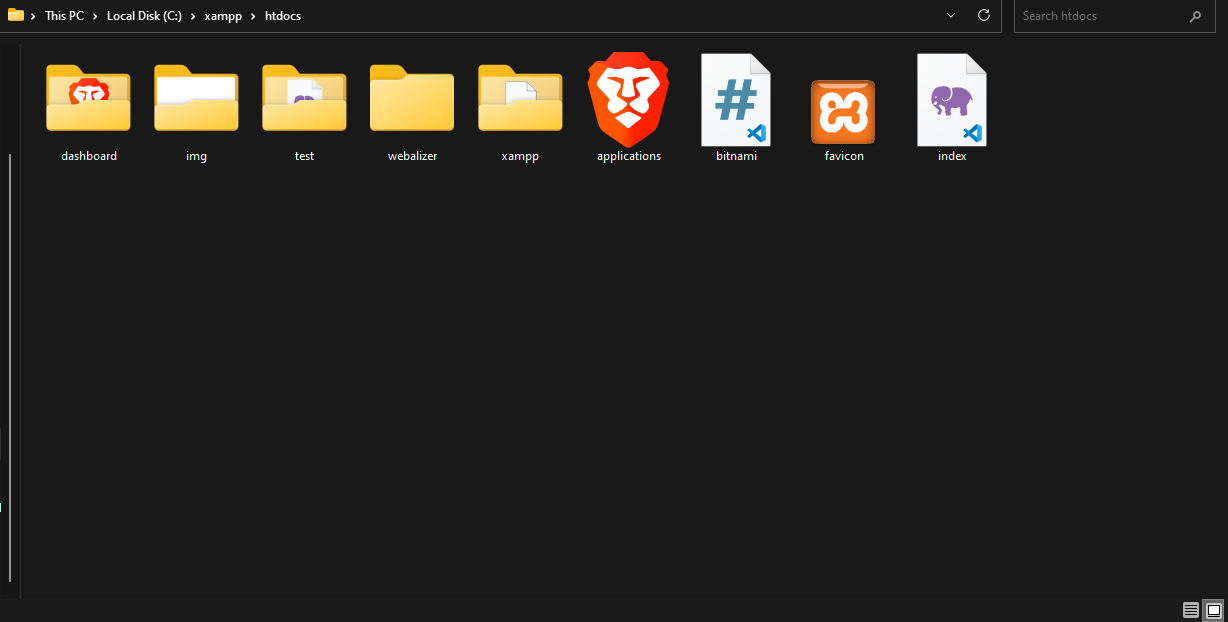 This PC > Local Disk (C:) > xampp > htdocs
Search htdocs
dashboard
img
test
webalizer
xampp
applications
bitnami
favicon
index